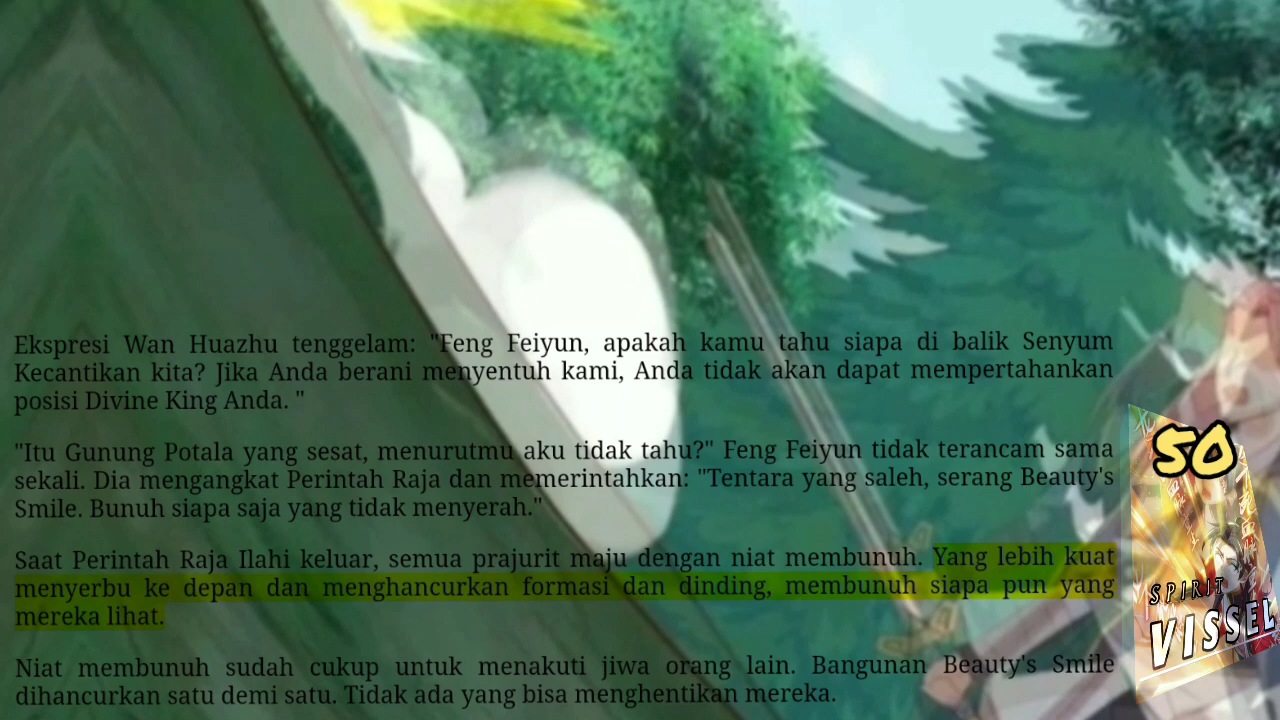 Ekspresi Wan Huazhu tenggelam: "Feng Feiyun, apakah kamu tahu siapa di balik Senyum
Kecantikan kita? Jika Anda berani menyentuh kami, Anda tidak akan dapat mempertahankan
posisi Divine King Anda. "
"Itu Gunung Potala yang sesat, menurutmu aku tidak tahu?" Feng Feiyun tidak terancam sama
sekali. Dia mengangkat Perintah Raja dan memerintahkan: "Tentara yang saleh, serang Beauty's
Smile. Bunuh siapa saja yang tidak menyerah."
Saat Perintah Raja Ilahi keluar, semua prajurit maju dengan niat membunuh. Yang lebih kuat
menyerbu ke depan dan menghancurkan formasi dan dinding, membunuh siapa pun yang
mereka lihat.
Niat membunuh sudah cukup untuk menakuti jiwa orang lain. Bangunan Beauty's Smile
dihancurkan satu demi satu. Tidak ada yang bisa menghentikan mereka.
50
SPIRIT
VISSEL